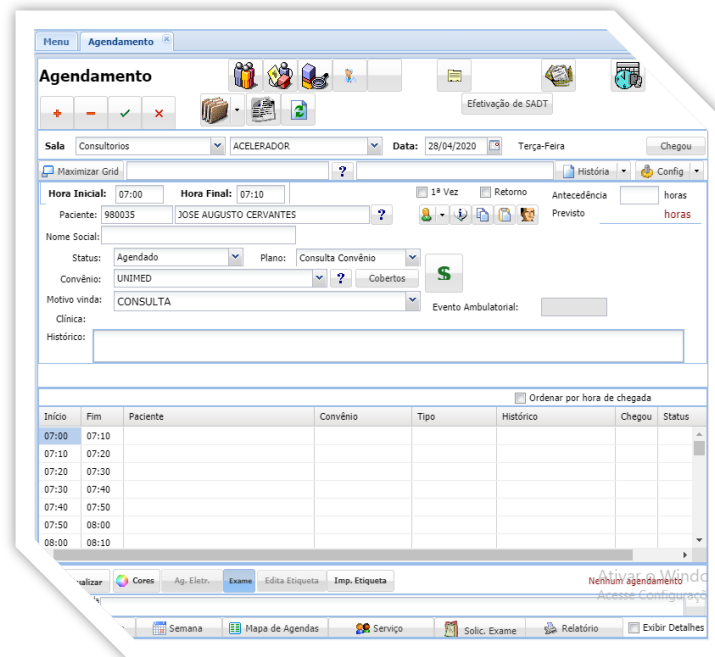 Menu Agendamento
Agendamento
Efetivação de SADT
Sala Consultorios ACELERADOR Data: 28/04/2020 Terça-Feira Chegou
Maximizar Grid ? História Config
Hora Inicial: 07:00 Hora Final: 07:10 1ª Vez Retorno Antecedência horas
Paciente: 980035 JOSE AUGUSTO CERVANTES ? Previsto horas
Nome Social:
Status: Agendado Plano: Consulta Convênio
Convênio: UNIMED ? Cobertos
Motivo vinda: CONSULTA Evento Ambulatorial:
Clínica:
Histórico:
Ordenar por hora de chegada
Início Fim Paciente Convênio Tipo Histórico Chegou Status
07:00 07:10
07:10 07:20
07:20 07:30
07:30 07:40
07:40 07:50
07:50 08:00
08:00 08:10
ualizar Cores Ag. Eletr. Exame Edita Etiqueta Imp. Etiqueta Nenhum agendamento
Ativar o Windo
Acesse Configuraçõ
Semana Mapa de Agendas Serviço Solic. Exame Relatório Exibir Detalhes